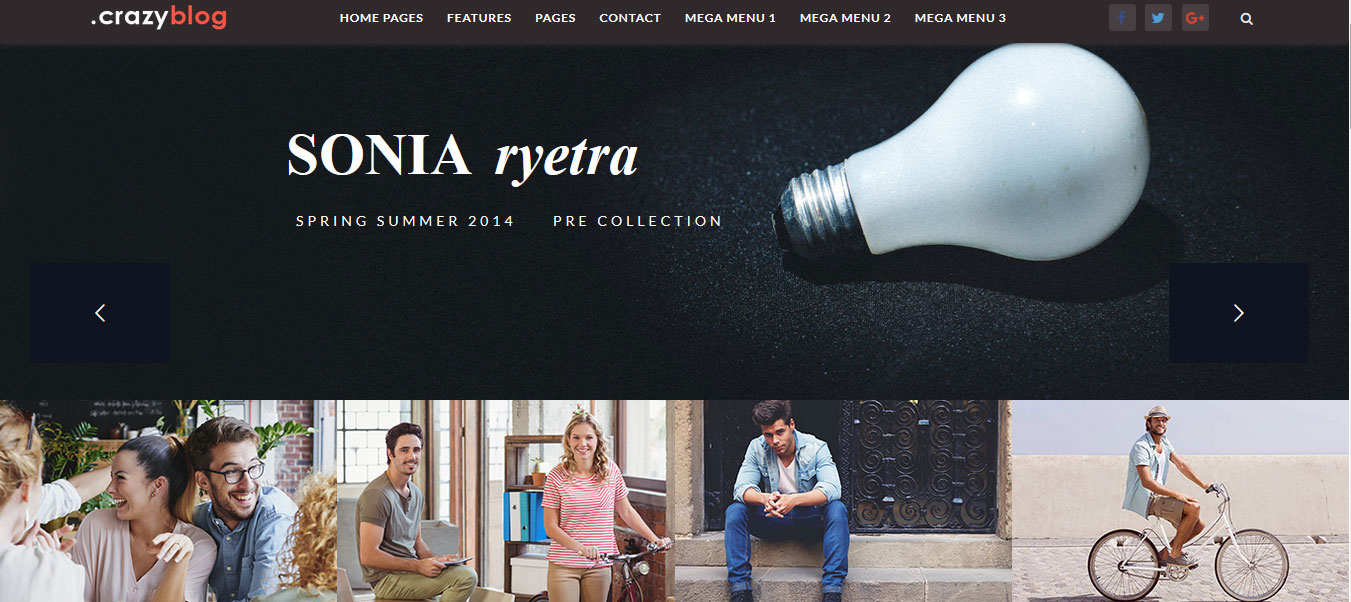 .crazyblog
HOME PAGES FEATURES PAGES CONTACT MEGA MENU 1 MEGA MENU 2 MEGA MENU 3
f G+
SONIA ryetra
SPRING SUMMER 2014 PRE COLLECTION